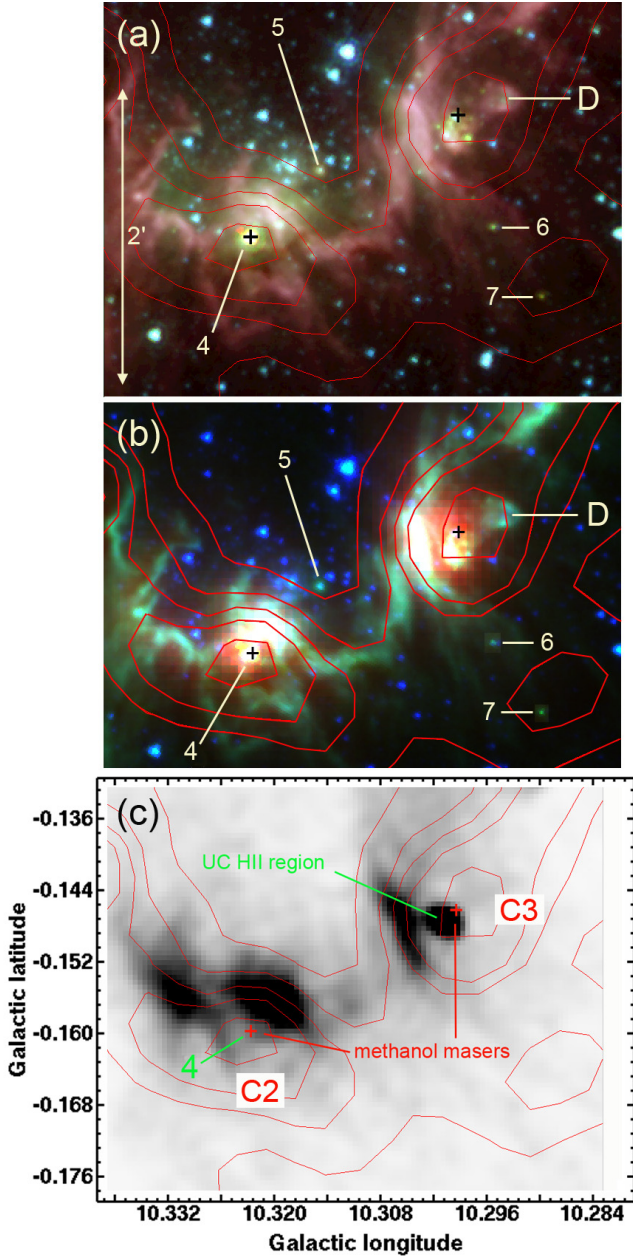 (a)
5
D
2'
6
7
4
(b)
5
D
6
7
4
(c)
-0.136
UC HII region
-0.144
C3
-0.152
Galactic latitude
-0.160
methanol masers
4
C2
-0.168
-0.176
10.332 10.320 10.308 10.296 10.284
Galactic longitude